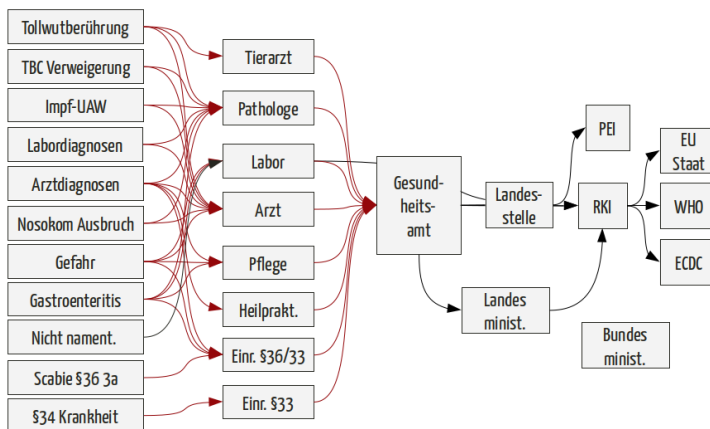 Tollwutberührung
TBC Verweigerung
Impf-UAW
Labordiagnosen
Arztdiagnosen
Nosokom Ausbruch
Gefahr
Gastroenteritis
Nicht nament.
Scabie §36 3a
§34 Krankheit
Tierarzt
Pathologe
Labor
Arzt
Pflege
Heilprakt.
Einr. §36/33
Einr. §33
Gesund-
heits-
amt
Landes-
stelle
Landes
minist.
PEI
RKI
Bundes
minist.
EU
Staat
WHO
ECDC